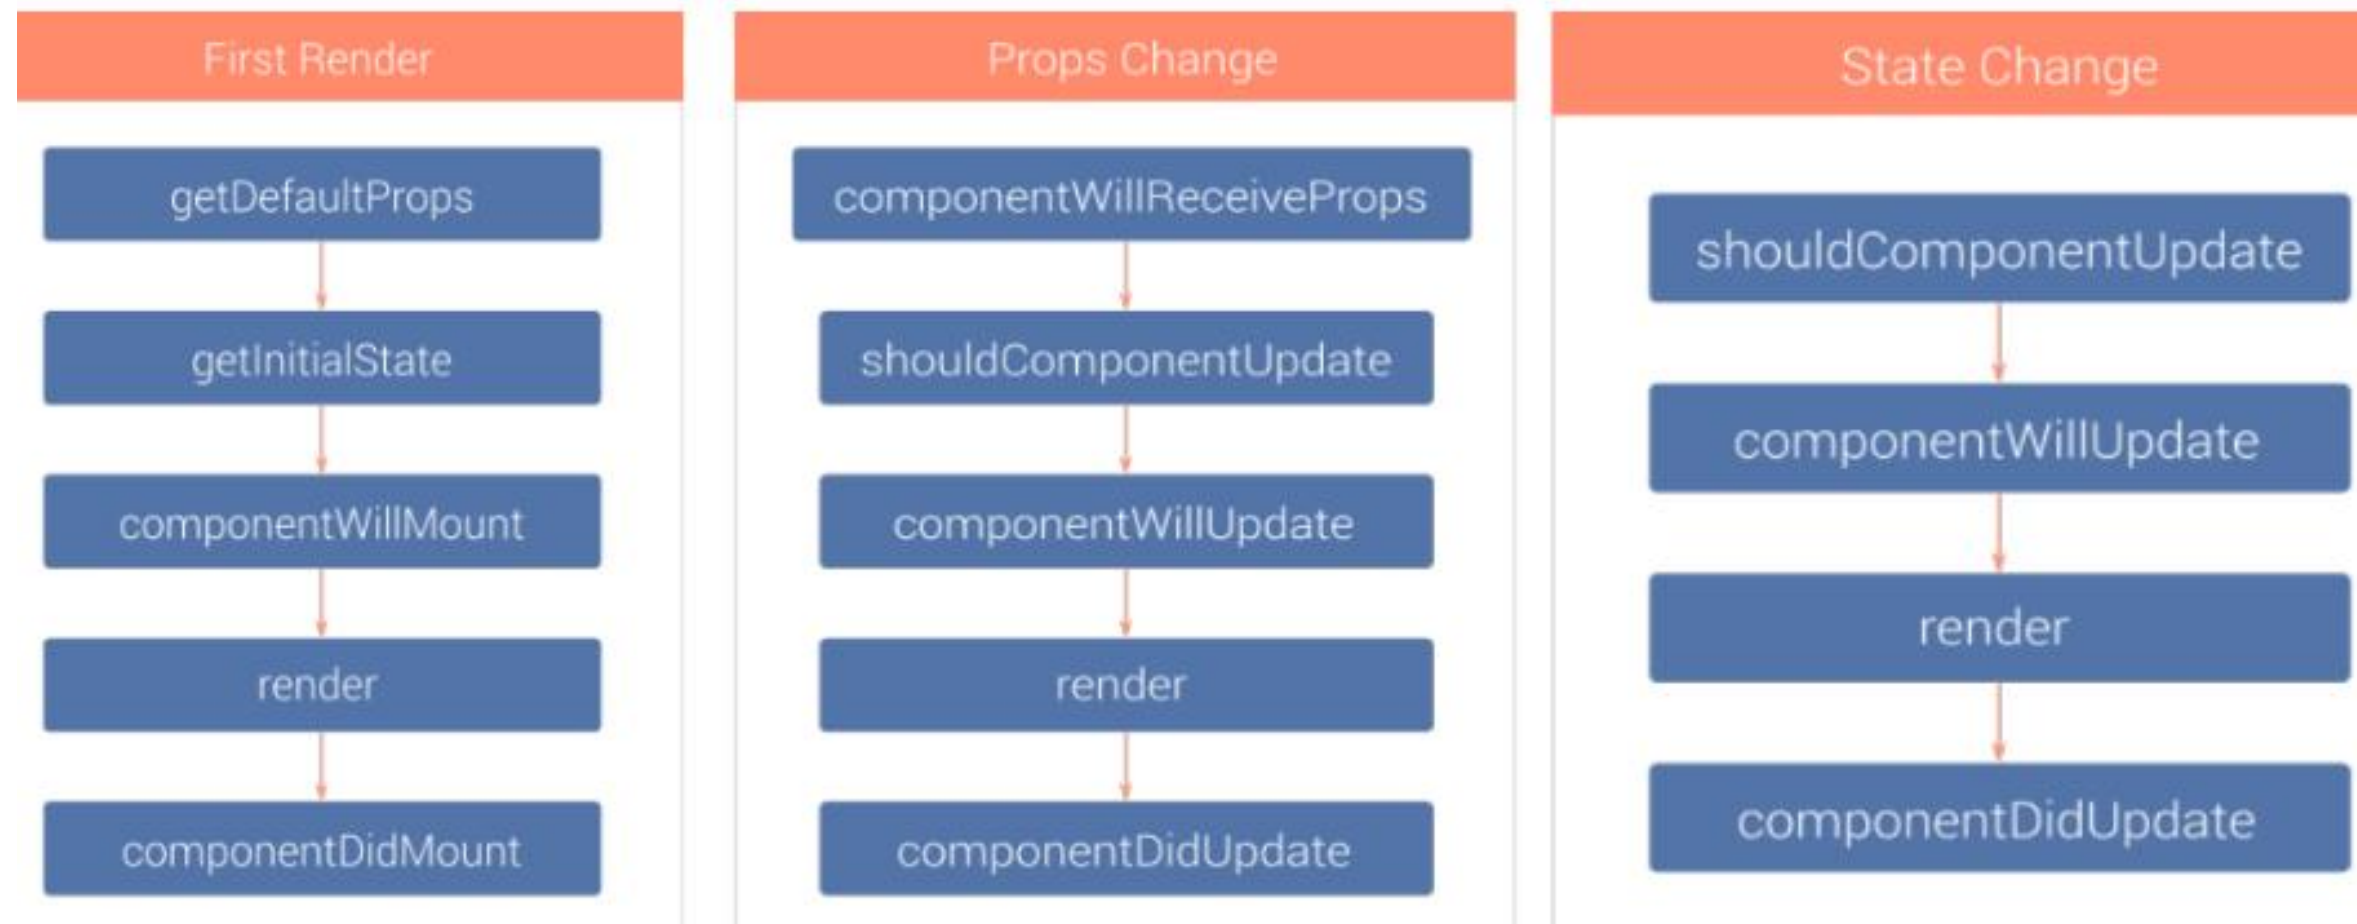 First Render
getDefaultProps
getInitialState
componentWillMount
render
componentDidMount
Props Change
componentWillReceiveProps
shouldComponentUpdate
componentWillUpdate
render
componentDidUpdate
State Change
shouldComponentUpdate
componentWillUpdate
render
componentDidUpdate